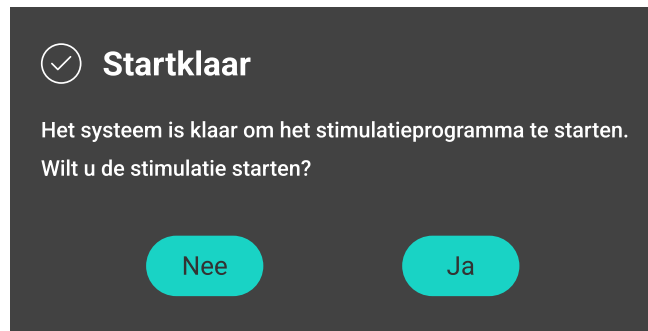 Startklaar
Het systeem is klaar om het stimulatieprogramma te starten.
Wilt u de stimulatie starten?
Nee Ja